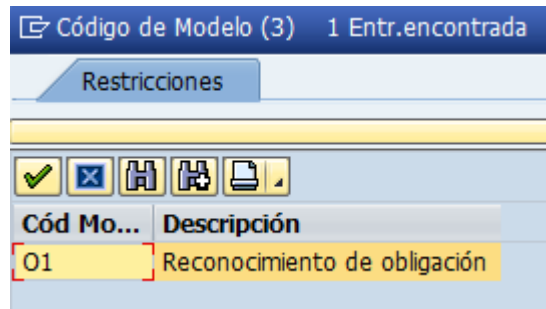 Código de Modelo (3) 1 Entr.encontrada
Restricciones
Cód Mo... Descripción
O1 Reconocimiento de obligación